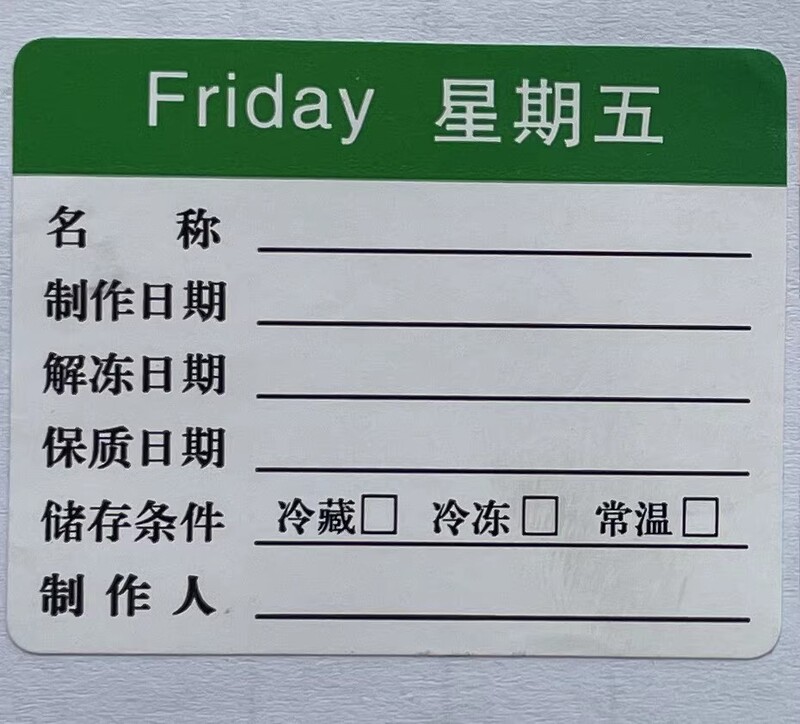 Friday 星期五
名 称
制作日期
解冻日期
保质日期
储存条件 冷藏□ 冷冻□ 常温□
制作人